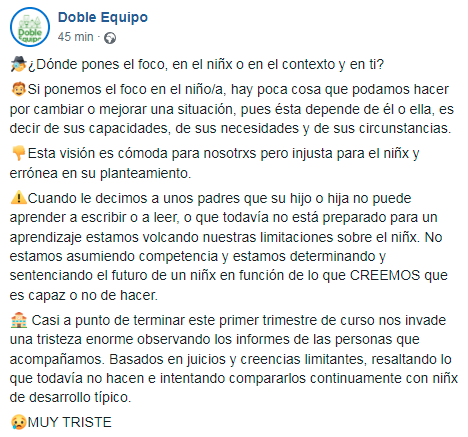 Doble
Equipo
Doble Equipo
45 min ·
🕵¿Dónde pones el foco, en el niñx o en el contexto y en ti?
🧒Si ponemos el foco en el niño/a, hay poca cosa que podamos hacer
por cambiar o mejorar una situación, pues ésta depende de él o ella, es
decir de sus capacidades, de sus necesidades y de sus circunstancias.
👎Esta visión es cómoda para nosotrxs pero injusta para el niñx y
errónea en su planteamiento.
⚠Cuando le decimos a unos padres que su hijo o hija no puede
aprender a escribir o a leer, o que todavía no está preparado para un
aprendizaje estamos volcando nuestras limitaciones sobre el niñx. No
estamos asumiendo competencia y estamos determinando y
sentenciando el futuro de un niñx en función de lo que CREEMOS que
es capaz o no de hacer.
🏫 Casi a punto de terminar este primer trimestre de curso nos invade
una tristeza enorme observando los informes de las personas que
acompañamos. Basados en juicios y creencias limitantes, resaltando lo
que todavía no hacen e intentando compararlos continuamente con niñx
de desarrollo típico.
😢MUY TRISTE